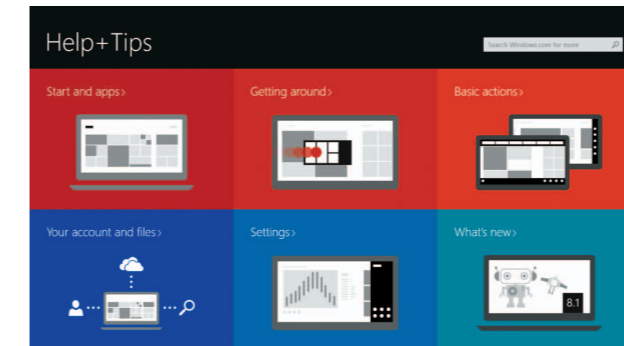 Help+Tips
Search Windows.com for more
Start and apps>
Getting around>
Basic actions>
Your account and files>
Settings>
What's new>
8.1